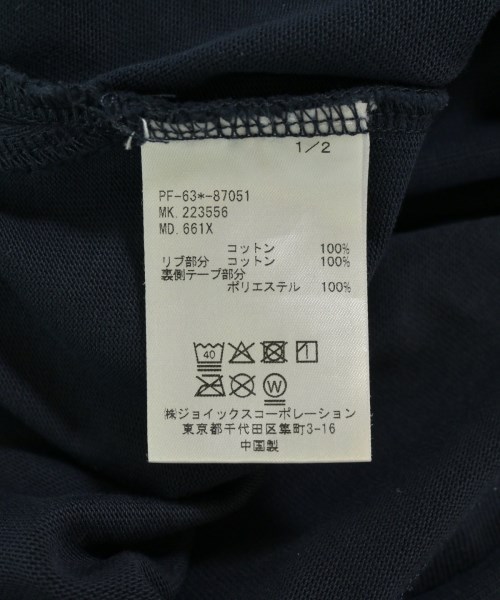 1/2
PF-63*-87051
MK.223556
MD.661X
コットン 100%
リブ部分 コットン 100%
裏側テープ部分
ポリエステル 100%
40 1
W
㈱ジョイックスコーポレーション
東京都千代田区隼町3-16
中国製